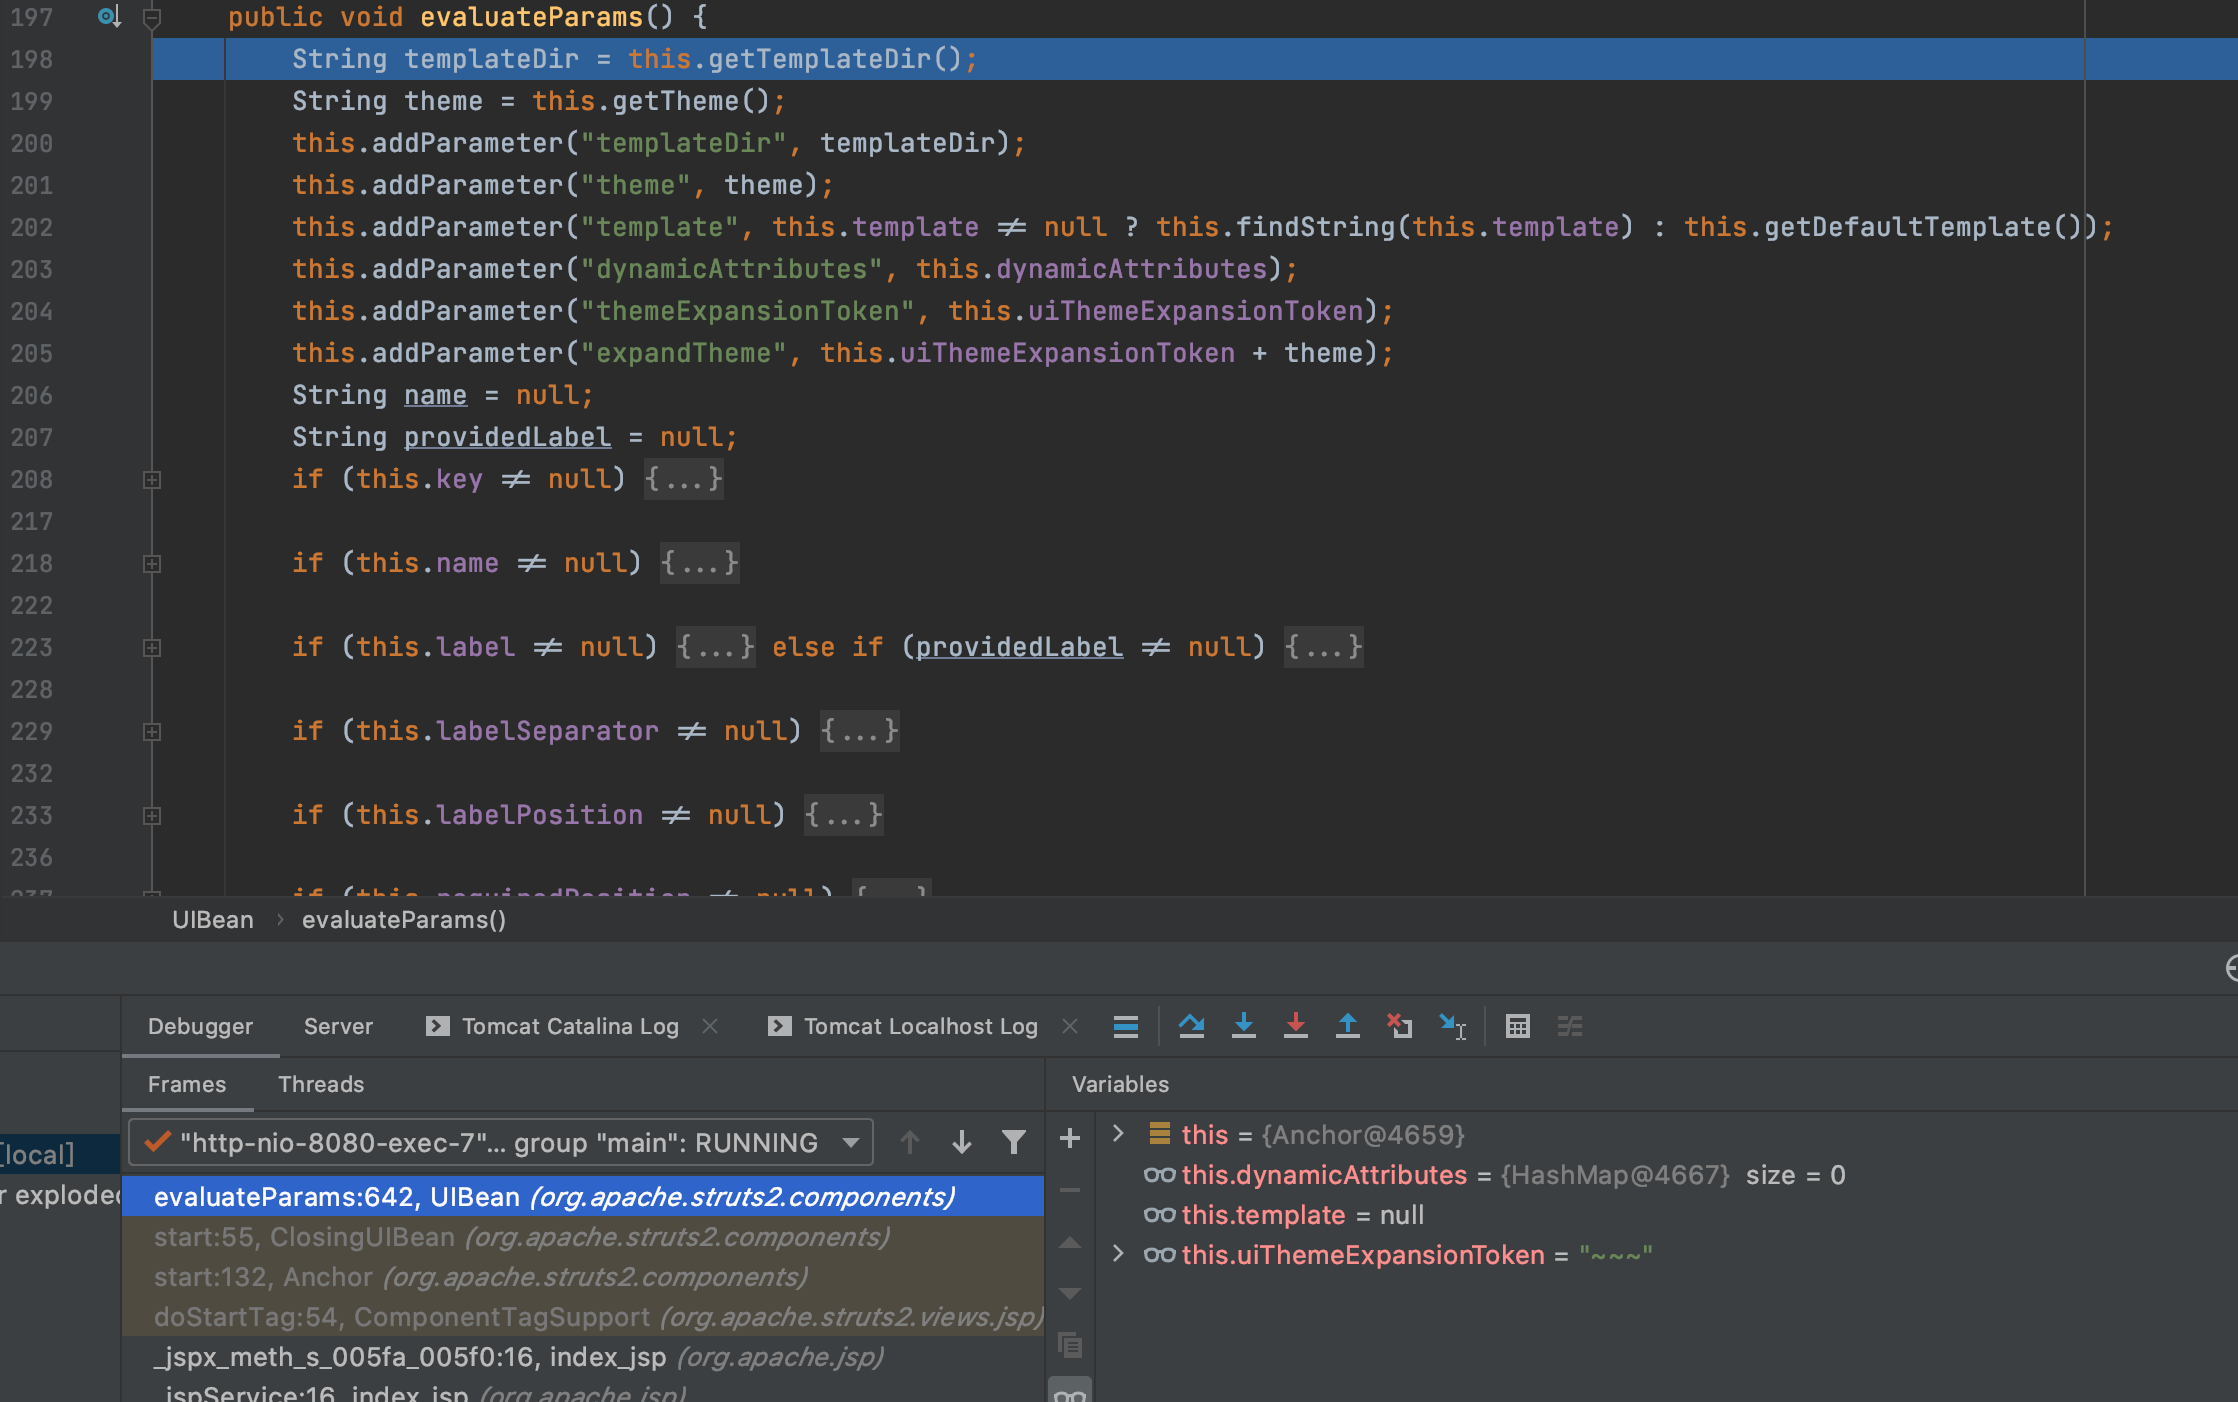 197 public void evaluateParams() {
198 String templateDir = this.getTemplateDir();
199 String theme = this.getTheme();
200 this.addParameter("templateDir", templateDir);
201 this.addParameter("theme", theme);
202 this.addParameter("template", this.template ≠ null ? this.findString(this.template) : this.getDefaultTemplate());
203 this.addParameter("dynamicAttributes", this.dynamicAttributes);
204 this.addParameter("themeExpansionToken", this.uiThemeExpansionToken);
205 this.addParameter("expandTheme", this.uiThemeExpansionToken + theme);
206 String name = null;
207 String providedLabel = null;
208 if (this.key ≠ null) {...}
217
218 if (this.name ≠ null) {...}
222
223 if (this.label ≠ null) {...} else if (providedLabel ≠ null) {...}
228
229 if (this.labelSeparator ≠ null) {...}
232
233 if (this.labelPosition ≠ null) {...}
236
237 if (this.requiredPosition ≠ null) {...}
UIBean › evaluateParams()
Debugger Server Tomcat Catalina Log Tomcat Localhost Log
Frames Threads Variables
[local]
r exploded
"http-nio-8080-exec-7"... group "main": RUNNING
evaluateParams:642, UIBean (org.apache.struts2.components)
start:55, ClosingUIBean (org.apache.struts2.components)
start:132, Anchor (org.apache.struts2.components)
doStartTag:54, ComponentTagSupport (org.apache.struts2.views.jsp)
_jspx_meth_s_005fa_005f0:16, index_jsp (org.apache.jsp)
_jspService:16, index_jsp (org.apache.jsp)
this = {Anchor@4659}
this.dynamicAttributes = {HashMap@4667} size = 0
this.template = null
this.uiThemeExpansionToken = "~~~"